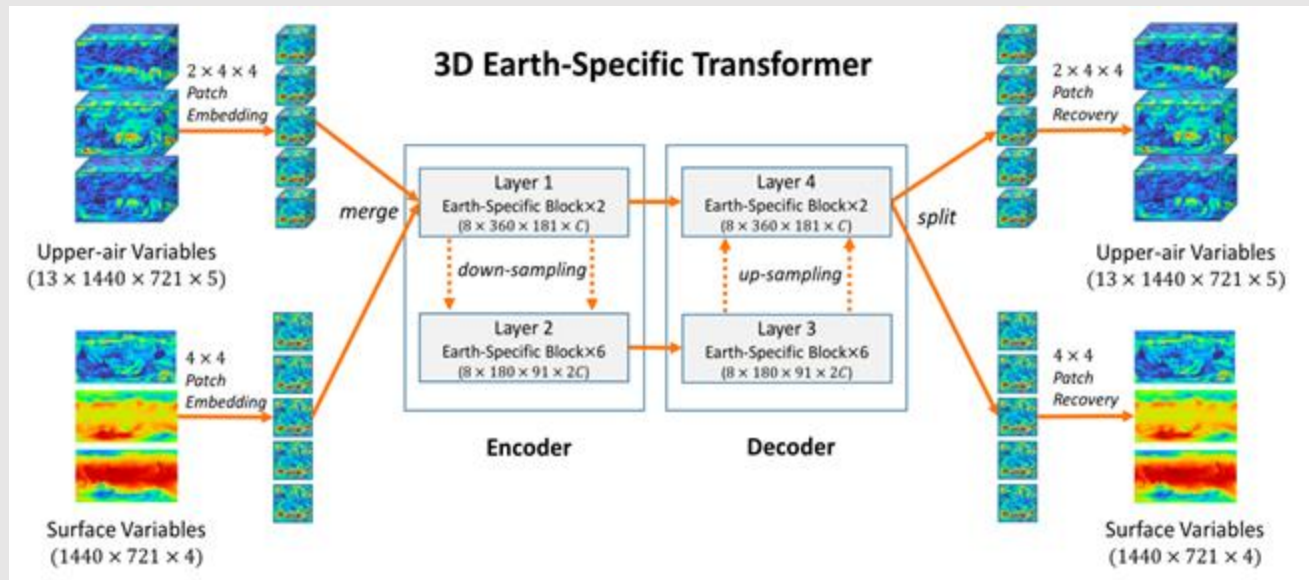 3D Earth-Specific Transformer
2 × 4 × 4
Patch
Embedding
Upper-air Variables
(13 × 1440 × 721 × 5)
4 × 4
Patch
Embedding
Surface Variables
(1440 × 721 × 4)
merge
Layer 1
Earth-Specific Block×2
(8 × 360 × 181 × C)
down-sampling
Layer 2
Earth-Specific Block×6
(8 × 180 × 91 × 2C)
Encoder
Layer 4
Earth-Specific Block×2
(8 × 360 × 181 × C)
up-sampling
Layer 3
Earth-Specific Block×6
(8 × 180 × 91 × 2C)
Decoder
split
2 × 4 × 4
Patch
Recovery
Upper-air Variables
(13 × 1440 × 721 × 5)
4 × 4
Patch
Recovery
Surface Variables
(1440 × 721 × 4)